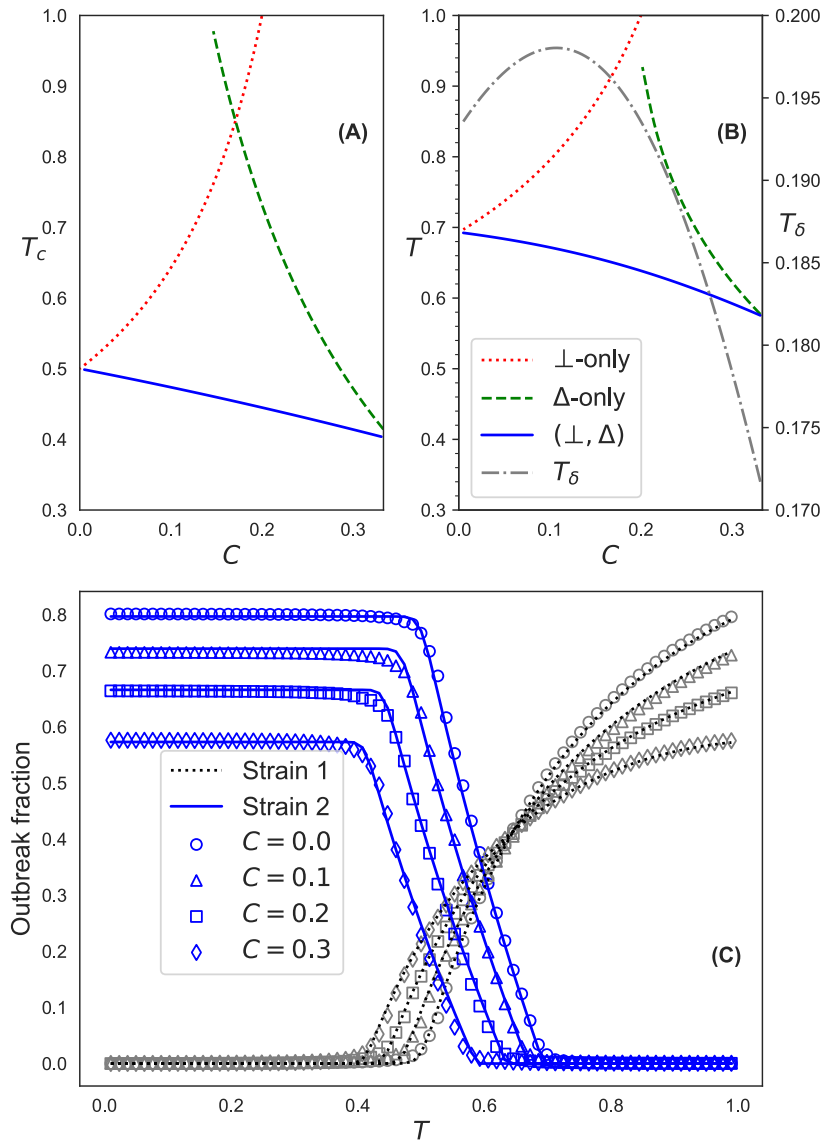 1.0
0.9
0.8
0.7
0.6
0.5
0.4
0.3
T_c
(A)
0.0
0.1
0.2
0.3
C
1.0
0.9
0.8
0.7
0.6
0.5
0.4
0.3
T
(B)
⊥-only
Δ-only
(⊥, Δ)
T_δ
0.0
0.1
0.2
0.3
C
0.200
0.195
0.190
0.185
0.180
0.175
0.170
T_δ
0.8
0.7
0.6
0.5
0.4
0.3
0.2
0.1
0.0
Outbreak fraction
Strain 1
Strain 2
C = 0.0
C = 0.1
C = 0.2
C = 0.3
(C)
0.0
0.2
0.4
0.6
0.8
1.0
T